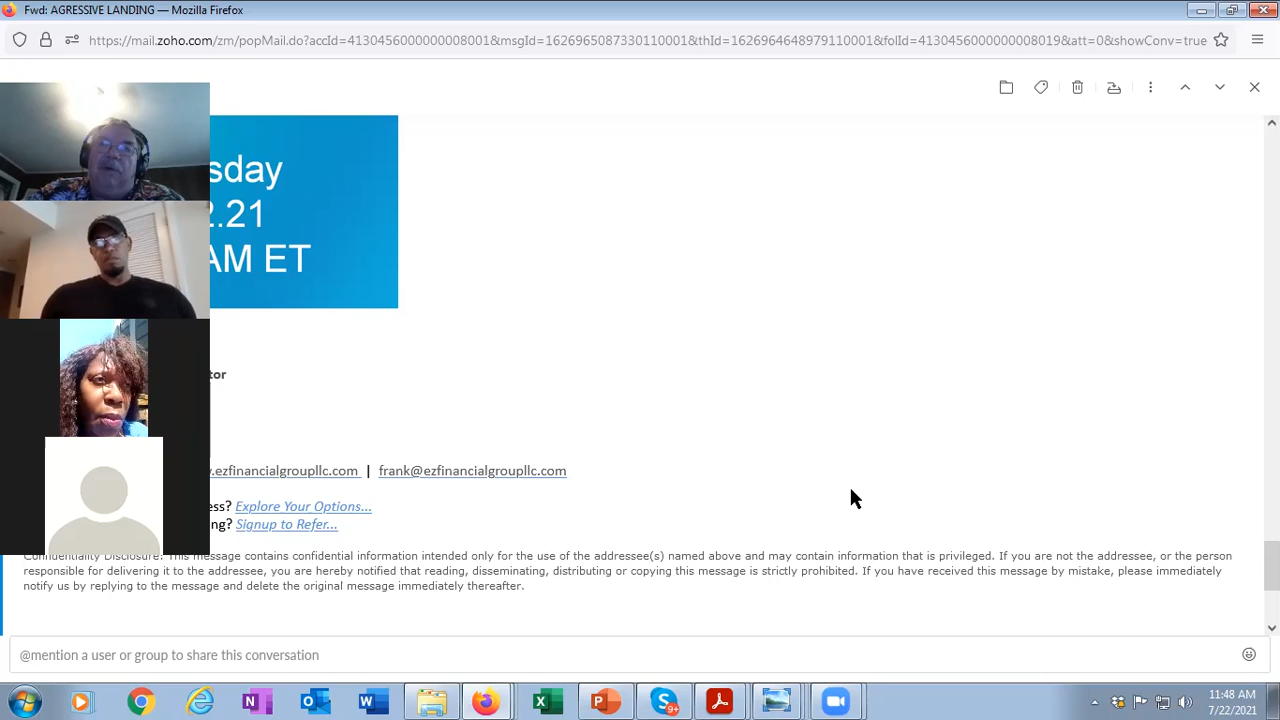 Fwd: AGRESSIVE LANDING — Mozilla Firefox
https://mail.zoho.com/zm/popMail.do?accId=4130456000000008001&msgId=1626965087330110001&thId=1626964648979110001&folId=4130456000000008019&att=0&showConv=true
sday
2.21
AM ET
tor
.ezfinancialgroupllc.com | frank@ezfinancialgroupllc.com
ess? Explore Your Options...
ng? Signup to Refer...
Confidentiality Disclosure: This message contains confidential information intended only for the use of the addressee(s) named above and may contain information that is privileged. If you are not the addressee, or the person
responsible for delivering it to the addressee, you are hereby notified that reading, disseminating, distributing or copying this message is strictly prohibited. If you have received this message by mistake, please immediately
notify us by replying to the message and delete the original message immediately thereafter.
@mention a user or group to share this conversation
11:48 AM
7/22/2021